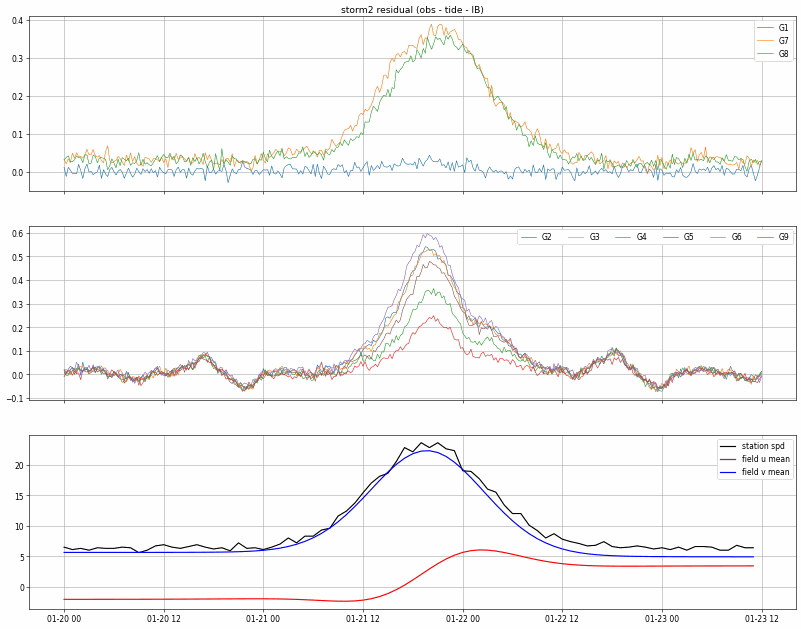 storm2 residual (obs - tide - IB)
0.4
0.3
0.2
0.1
0.0
G1
G7
G8
0.6
0.5
0.4
0.3
0.2
0.1
0.0
−0.1
G2 G3 G4 G5 G6 G9
20
15
10
5
0
station spd
field u mean
field v mean
01-20 00 01-20 12 01-21 00 01-21 12 01-22 00 01-22 12 01-23 00 01-23 12